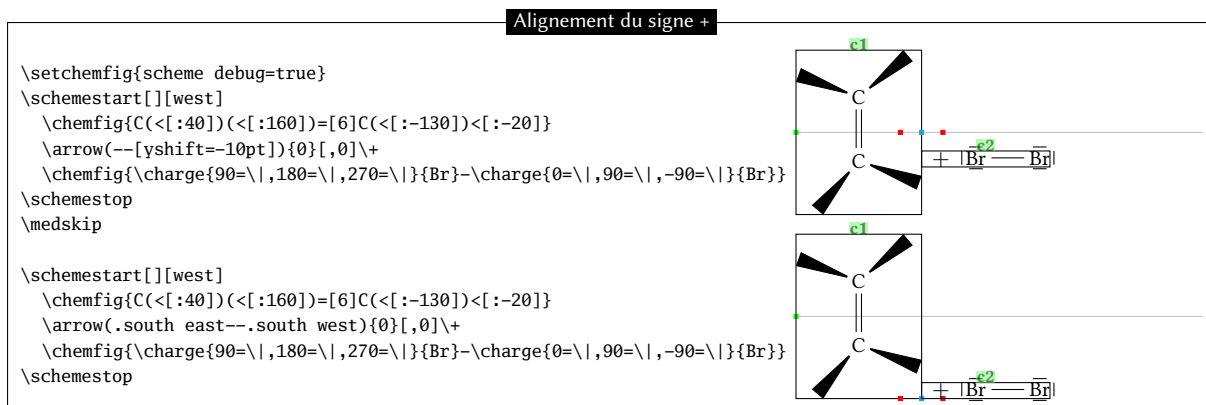 Alignement du signe +
\setchemfig{scheme debug=true}
\schemestart[][west]
\chemfig{C(<[:40])(<[:160])=[6]C(<[:-130])<[:-20]}
\arrow(--[yshift=-10pt]){0}[,0]\+
\chemfig{\charge{90=\|,180=\|,270=\|}{Br}-\charge{0=\|,90=\|,-90=\|}{Br}}
\schemestop
\medskip
\schemestart[][west]
\chemfig{C(<[:40])(<[:160])=[6]C(<[:-130])<[:-20]}
\arrow(.south east--.south west){0}[,0]\+
\chemfig{\charge{90=\|,180=\|,270=\|}{Br}-\charge{0=\|,90=\|,-90=\|}{Br}}
\schemestop
c1
C
C
c2
+ |Br — Br|
c1
C
C
c2
+ |Br — Br|